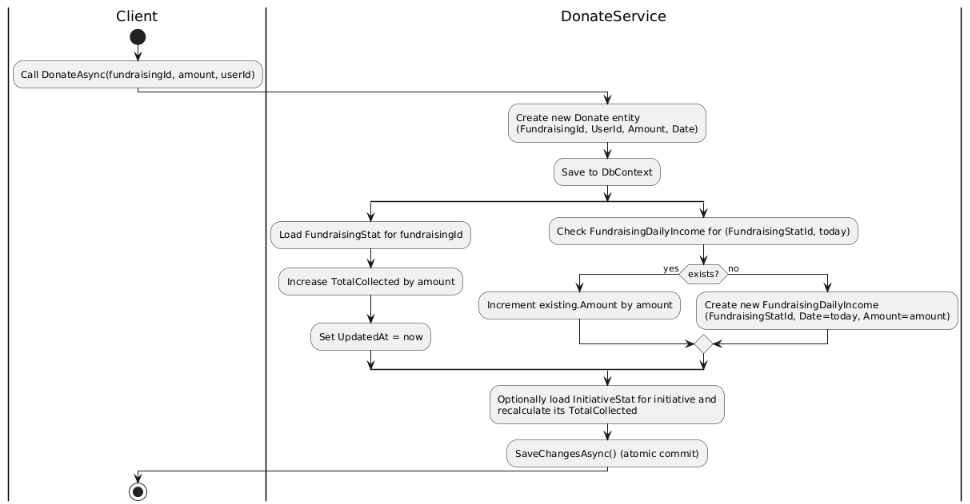 Client
DonateService
Call DonateAsync(fundraisingId, amount, userId)
Create new Donate entity
(FundraisingId, UserId, Amount, Date)
Save to DbContext
Load FundraisingStat for fundraisingId
Increase TotalCollected by amount
Set UpdatedAt = now
Check FundraisingDailyIncome for (FundraisingStatId, today)
yes
exists?
no
Increment existing.Amount by amount
Create new FundraisingDailyIncome
(FundraisingStatId, Date=today, Amount=amount)
Optionally load InitiativeStat for initiative and
recalculate its TotalCollected
SaveChangesAsync() (atomic commit)